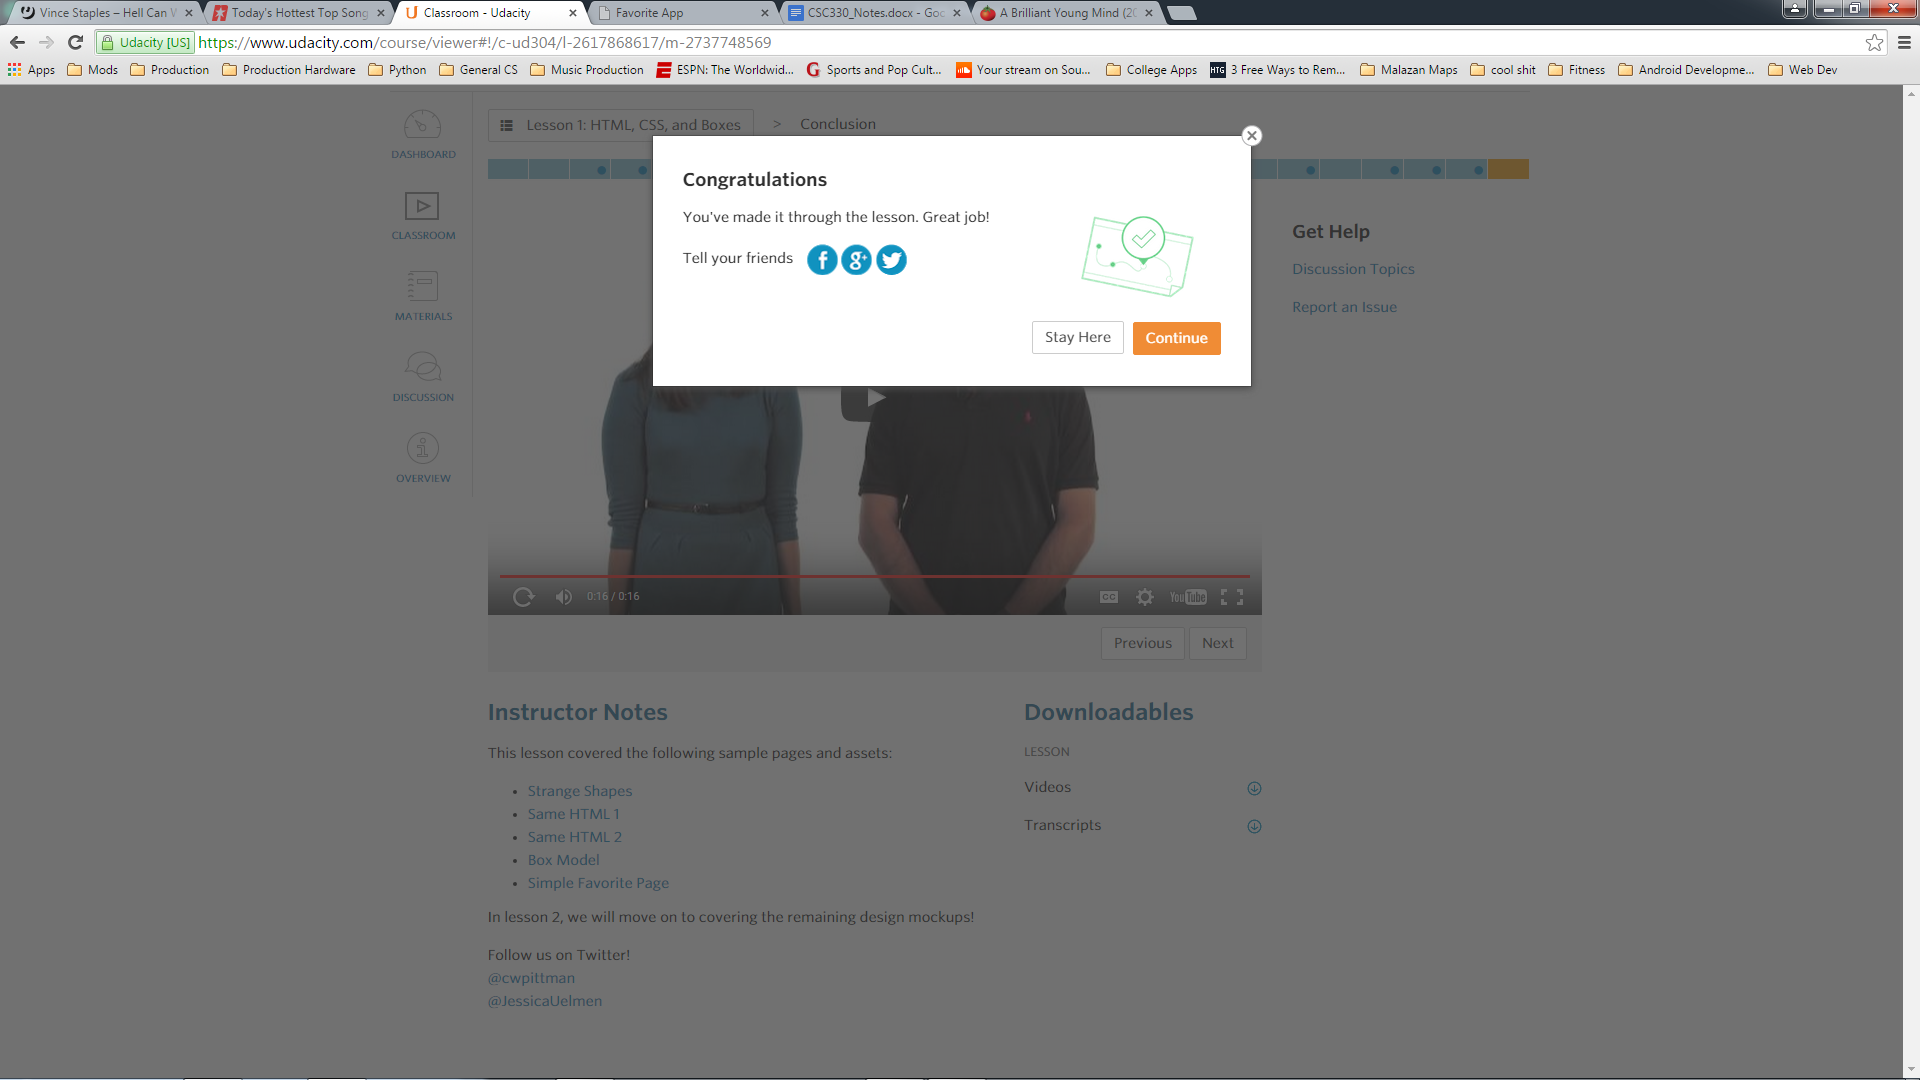 Vince Staples – Hell Can W
Today's Hottest Top Song
Classroom - Udacity
Favorite App
CSC330_Notes.docx - Goo
A Brilliant Young Mind (20
Udacity [US] https://www.udacity.com/course/viewer#!/c-ud304/l-2617868617/m-2737748569
Apps Mods Production Production Hardware Python General CS Music Production ESPN: The Worldwid... Sports and Pop Cult... Your stream on Sou... College Apps HTG 3 Free Ways to Rem... Malazan Maps cool shit Fitness Android Developme... Web Dev
Lesson 1: HTML, CSS, and Boxes > Conclusion
DASHBOARD
CLASSROOM
MATERIALS
DISCUSSION
OVERVIEW
Congratulations
You've made it through the lesson. Great job!
Tell your friends
Stay Here Continue
Get Help
Discussion Topics
Report an Issue
0:16 / 0:16
CC
YouTube
Previous Next
Instructor Notes
This lesson covered the following sample pages and assets:
• Strange Shapes
• Same HTML 1
• Same HTML 2
• Box Model
• Simple Favorite Page
In lesson 2, we will move on to covering the remaining design mockups!
Follow us on Twitter!
@cwpittman
@JessicaUelmen
Downloadables
LESSON
Videos
Transcripts